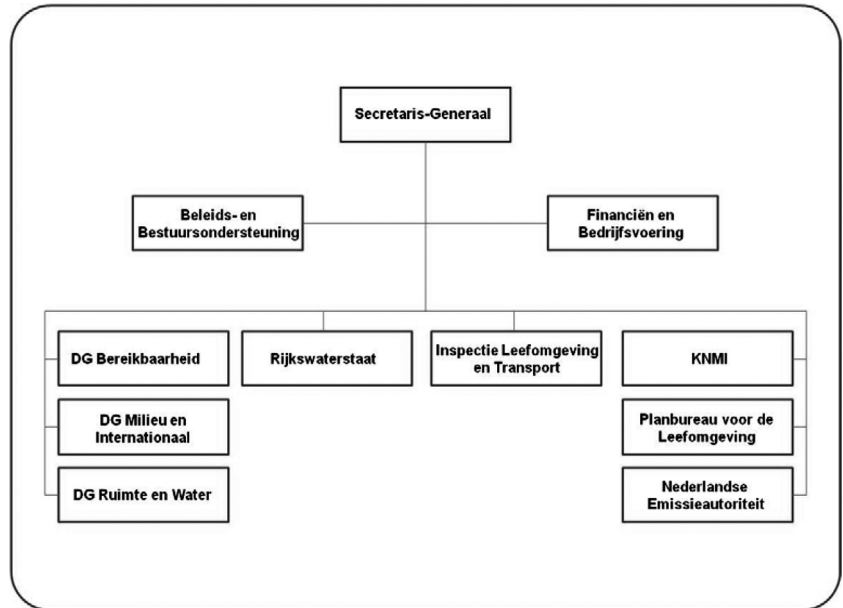 Secretaris-Generaal
Beleids- en
Bestuursondersteuning
Financiën en
Bedrijfsvoering
DG Bereikbaarheid
Rijkswaterstaat
Inspectie Leefomgeving
en Transport
KNMI
DG Milieu en
Internationaal
Planbureau voor de
Leefomgeving
DG Ruimte en Water
Nederlandse
Emissieautoriteit